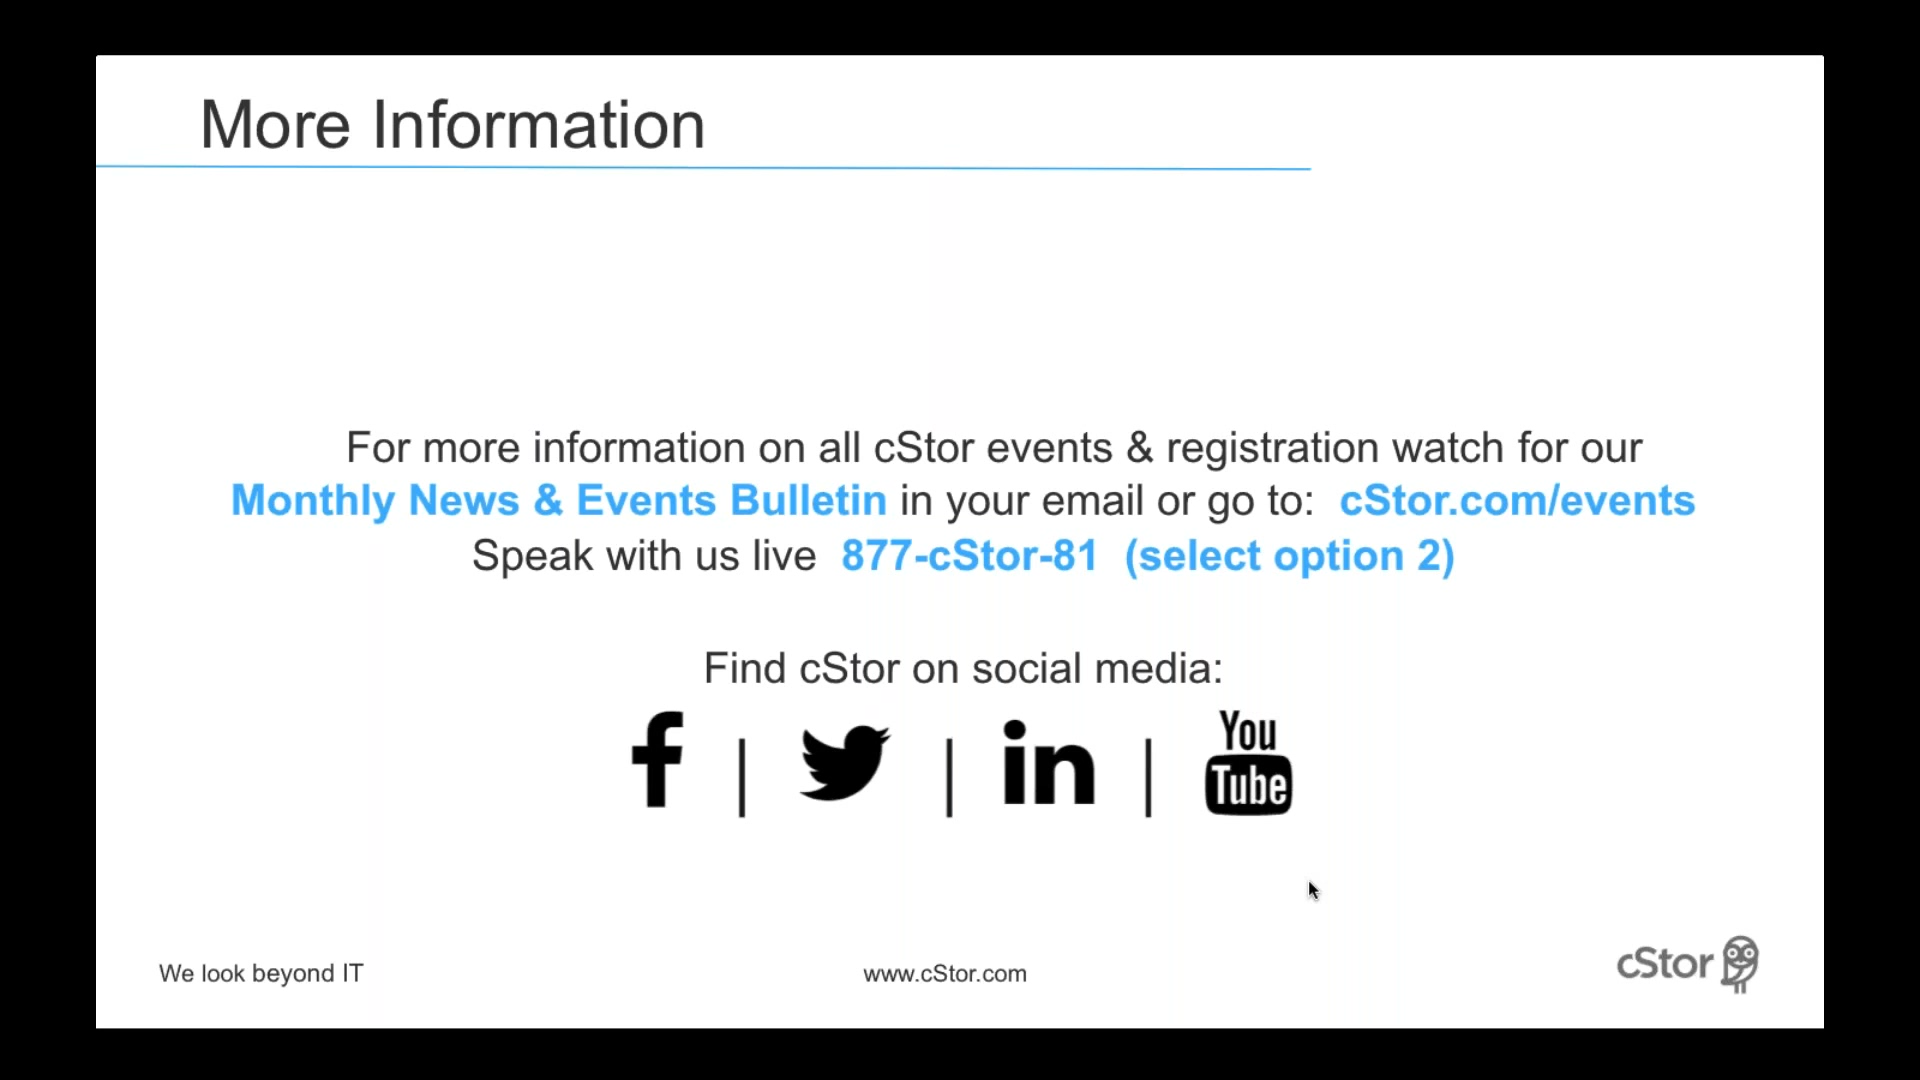 More Information
For more information on all cStor events & registration watch for our
Monthly News & Events Bulletin in your email or go to: cStor.com/events
Speak with us live 877-cStor-81 (select option 2)
Find cStor on social media:
f | | in | You Tube
We look beyond IT
www.cStor.com
cStor